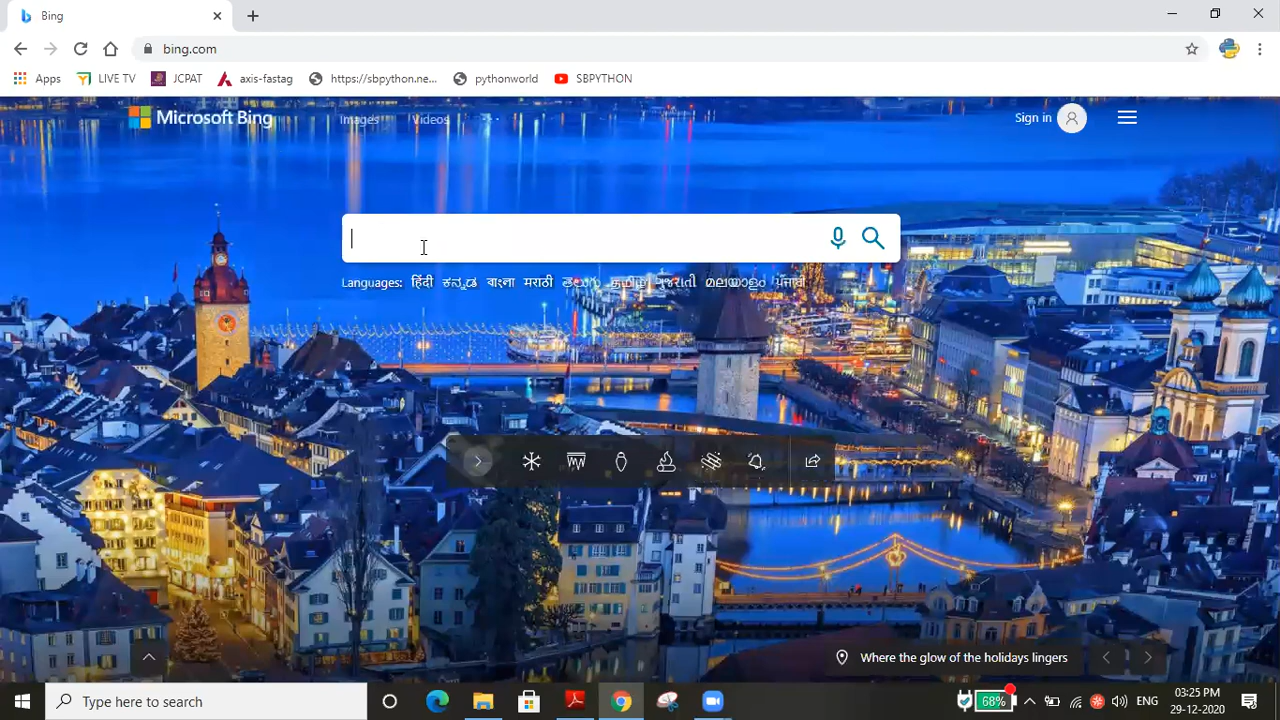 Bing
bing.com
Apps LIVE TV JCPAT axis-fastag https://sbpython.ne... pythonworld SBPYTHON
Microsoft Bing Images Videos ... Sign in
Languages: हिंदी ಕನ್ನಡ বাংলা मराठी తెలుగు தமிழ் ગુજરાતી മലയാളം ਪੰਜਾਬੀ
Where the glow of the holidays lingers
Type here to search 68% ENG 03:25 PM
29-12-2020